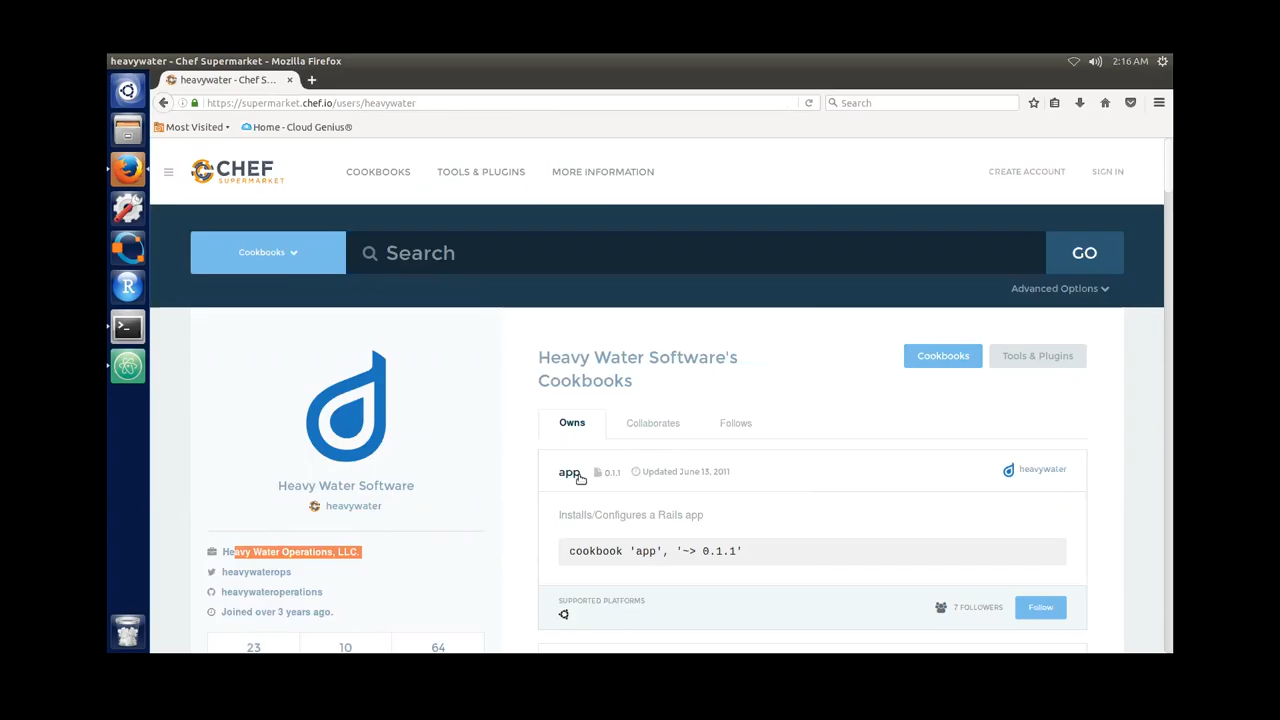 heavywater - Chef Supermarket - Mozilla Firefox
2:16 AM
heavywater - Chef S...
https://supermarket.chef.io/users/heavywater
Search
Most Visited
Home - Cloud Genius®
CHEF
SUPERMARKET
COOKBOOKS
TOOLS & PLUGINS
MORE INFORMATION
CREATE ACCOUNT
SIGN IN
Cookbooks
Search
GO
Advanced Options
Heavy Water Software
heavywater
Heavy Water Operations, LLC.
heavywaterops
heavywateroperations
Joined over 3 years ago.
23
10
64
Heavy Water Software's
Cookbooks
Cookbooks
Tools & Plugins
Owns
Collaborates
Follows
app
0.1.1
Updated June 13, 2011
heavywater
Installs/Configures a Rails app
cookbook 'app', '~> 0.1.1'
SUPPORTED PLATFORMS
7 FOLLOWERS
Follow
R